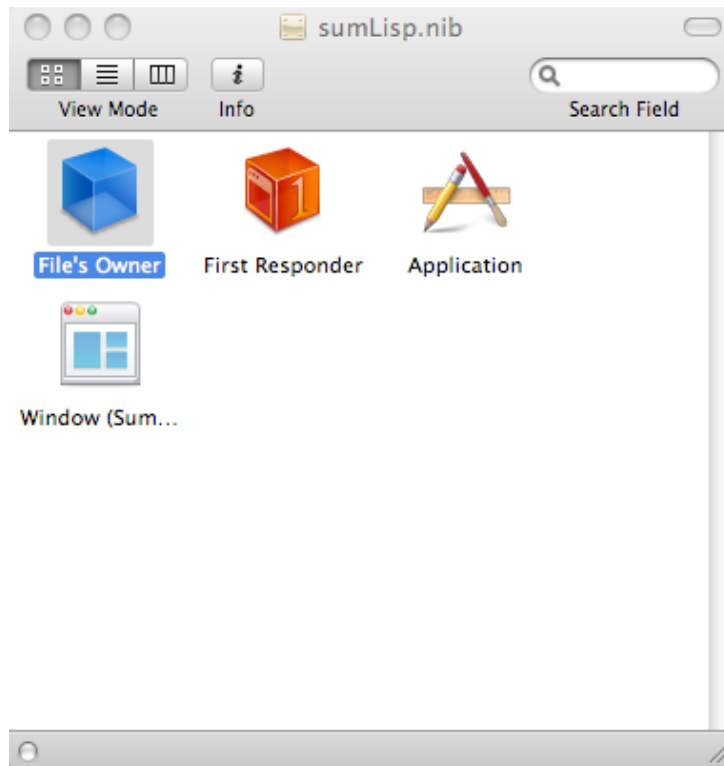 sumLisp.nib
View Mode
Info
Search Field
File's Owner
First Responder
Application
Window (Sum...